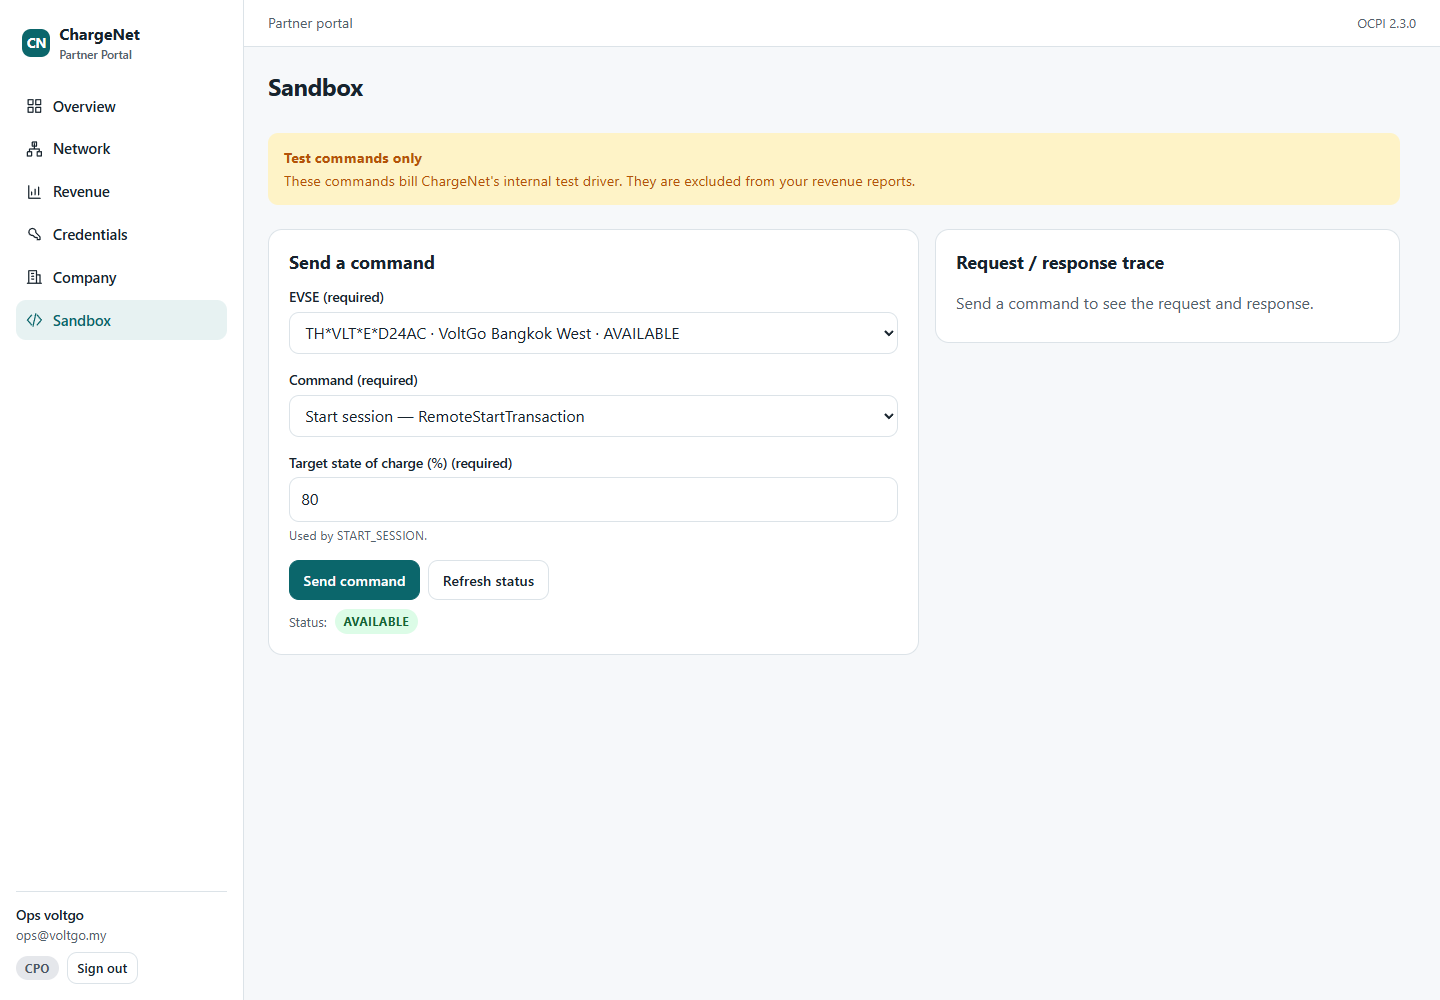 CN
ChargeNet
Partner Portal
Overview
Network
Revenue
Credentials
Company
Sandbox
Ops voltgo
ops@voltgo.my
CPO
Sign out
Partner portal
OCPI 2.3.0
Sandbox
Test commands only
These commands bill ChargeNet's internal test driver. They are excluded from your revenue reports.
Send a command
EVSE (required)
TH*VLT*E*D24AC · VoltGo Bangkok West · AVAILABLE
Command (required)
Start session — RemoteStartTransaction
Target state of charge (%) (required)
80
Used by START_SESSION.
Send command
Refresh status
Status: AVAILABLE
Request / response trace
Send a command to see the request and response.